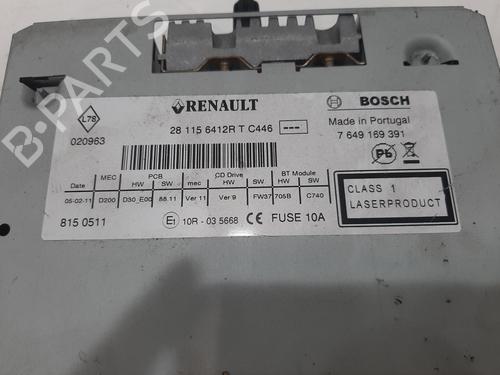 B-PARTS
L78
020963
RENAULT
28 115 6412R T C446 ---
BOSCH
Made in Portugal
7 649 169 391
Pb
MEC PCB CD Drive BT Module
Date HW SW mec HW SW HW SW
05-02-11 D200 D30_E00 88.11 Ver 11 Ver 9 FW37 705B C740
815 0511
E1 10R - 03 5668 CE FUSE 10A
CLASS 1
LASERPRODUCT